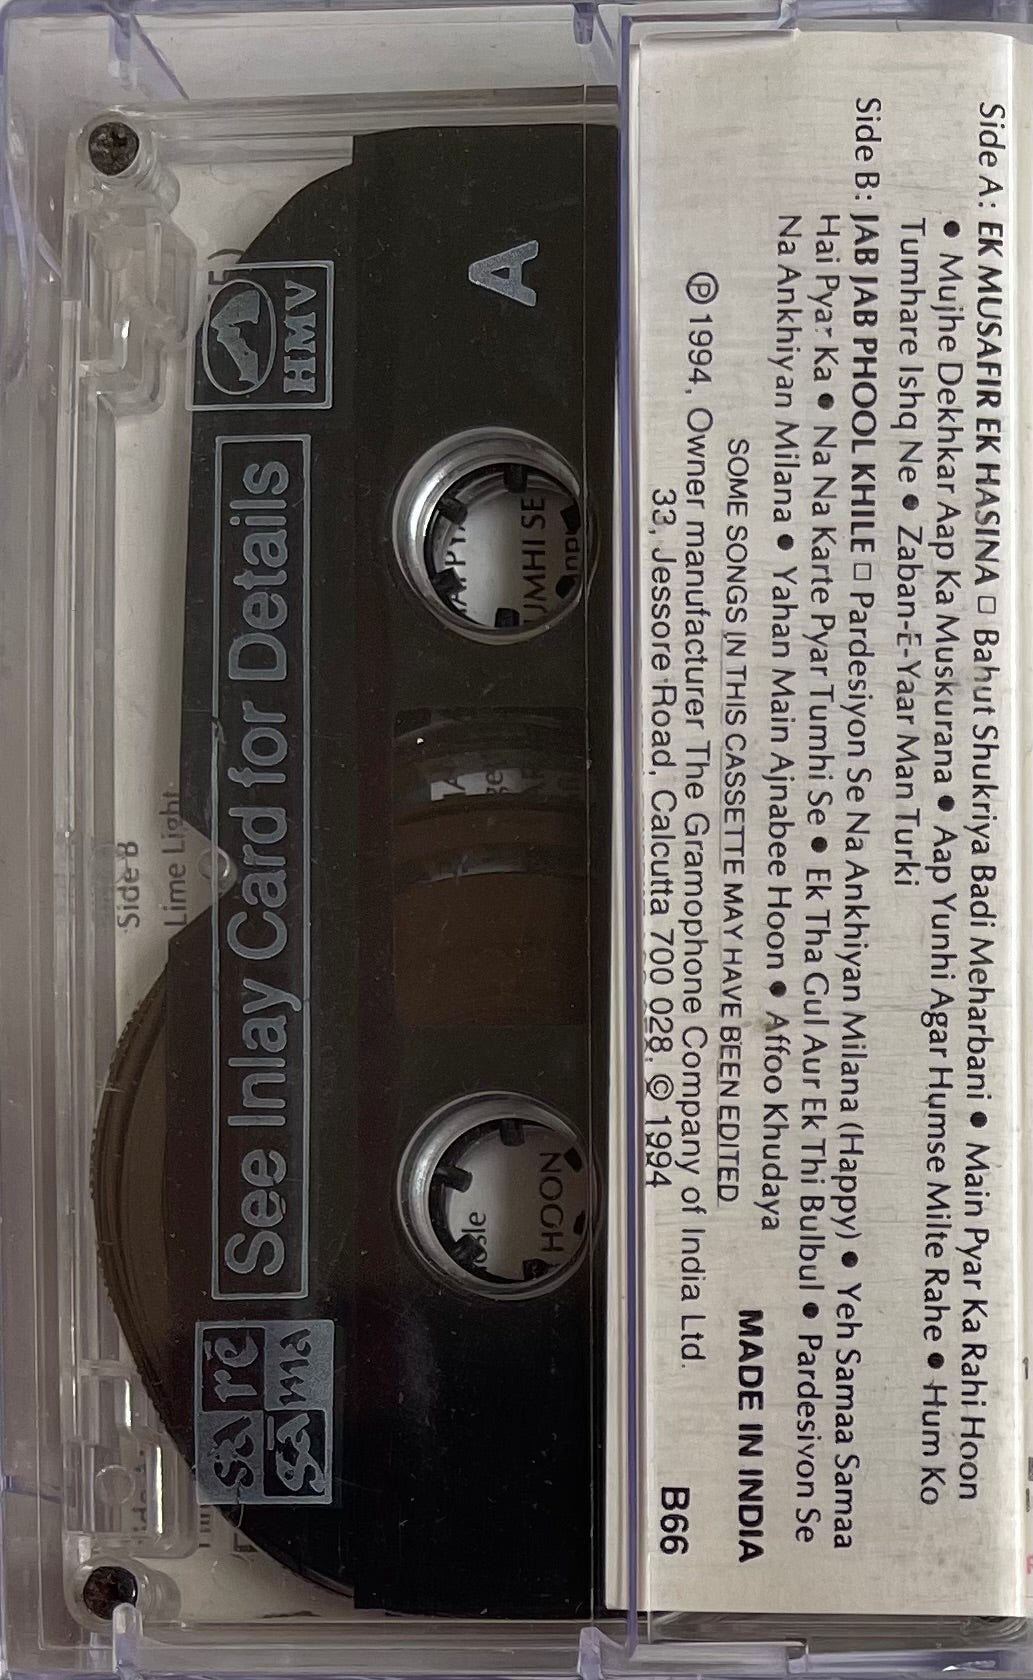 Side A: EK MUSAFIR EK HASINA □ Bahut Shukriya Badi Meharbani ● Main Pyar Ka Rahi Hoon
● Mujhe Dekhkar Aap Ka Muskurana ● Aap Yunhi Agar Humse Milte Rahe ● Hum Ko
Tumhare Ishq Ne ● Zaban-E-Yaar Man Turki
Side B: JAB JAB PHOOL KHILE □ Pardesiyon Se Na Ankhiyan Milana (Happy) ● Yeh Samaa Samaa
Hai Pyar Ka ● Na Na Karte Pyar Tumhi Se ● Ek Tha Gul Aur Ek Thi Bulbul ● Pardesiyon Se
Na Ankhiyan Milana ● Yahan Main Ajnabee Hoon ● Affoo Khudaya
SOME SONGS IN THIS CASSETTE MAY HAVE BEEN EDITED
MADE IN INDIA
Ⓟ 1994, Owner manufacturer The Gramophone Company of India Ltd.
33, Jessore Road, Calcutta 700 028. © 1994
B66
A
HMV
See Inlay Card for Details
सा रे
HOON
Lime Light
Side B